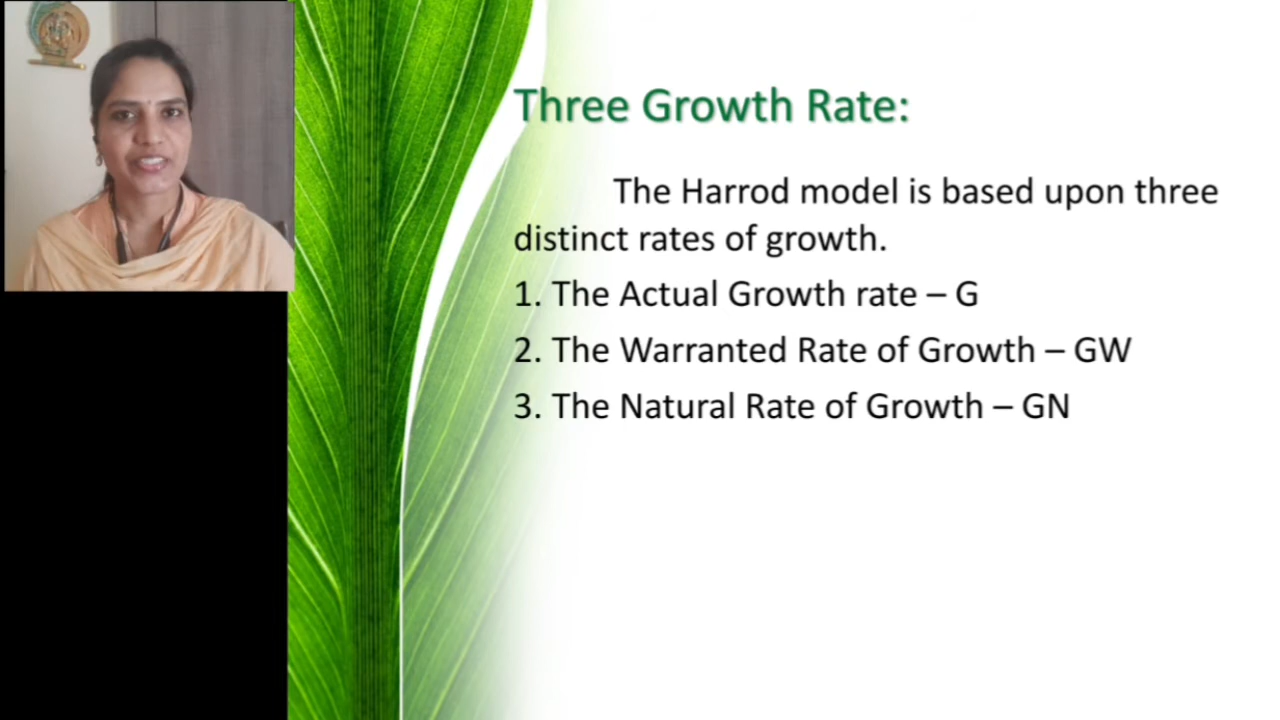 Three Growth Rate:
The Harrod model is based upon three
distinct rates of growth.
1. The Actual Growth rate – G
2. The Warranted Rate of Growth – GW
3. The Natural Rate of Growth – GN